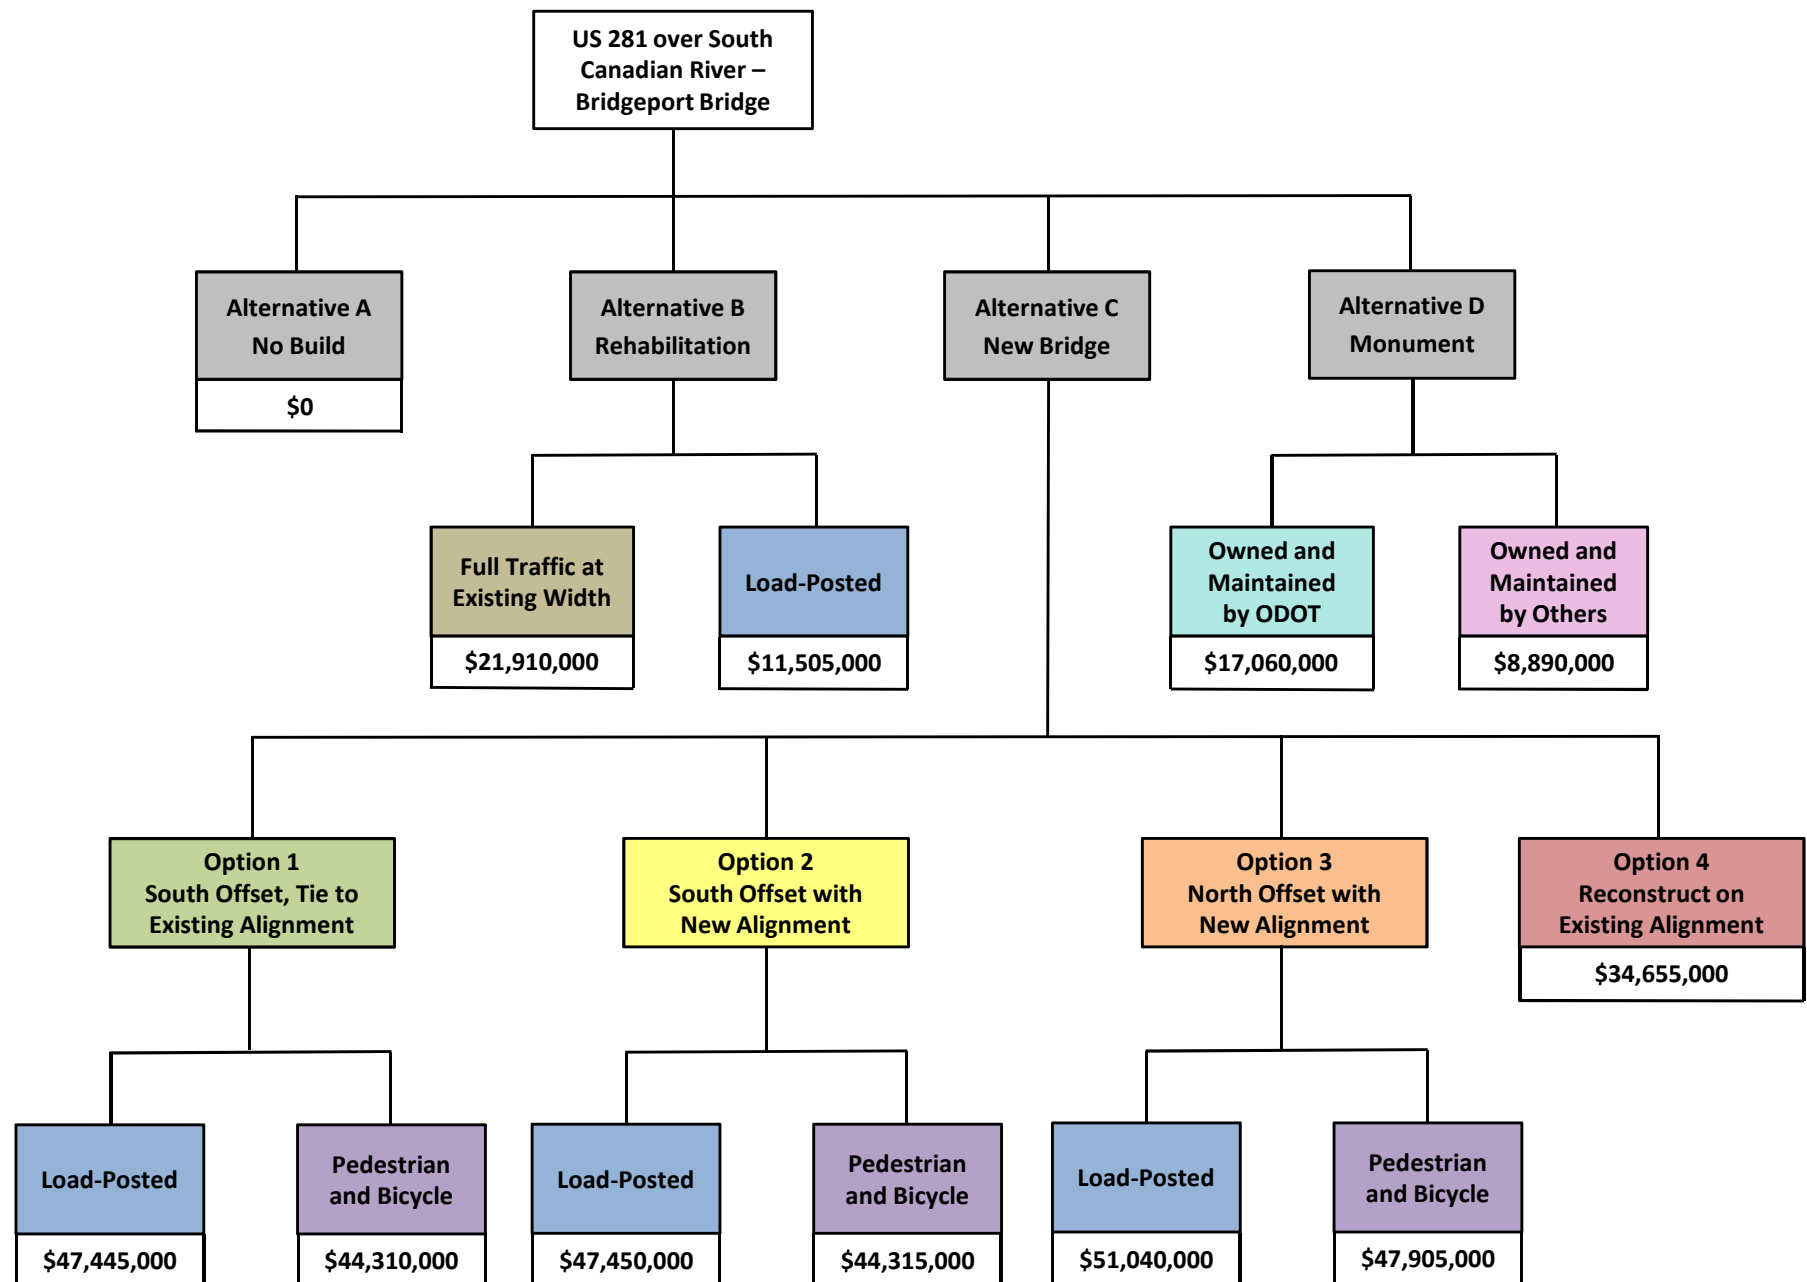 US 281 over South
Canadian River –
Bridgeport Bridge
Alternative A
No Build
$0
Alternative B
Rehabilitation
Alternative C
New Bridge
Alternative D
Monument
Full Traffic at
Existing Width
$21,910,000
Load-Posted
$11,505,000
Owned and
Maintained
by ODOT
$17,060,000
Owned and
Maintained
by Others
$8,890,000
Option 1
South Offset, Tie to
Existing Alignment
Option 2
South Offset with
New Alignment
Option 3
North Offset with
New Alignment
Option 4
Reconstruct on
Existing Alignment
$34,655,000
Load-Posted
$47,445,000
Pedestrian
and Bicycle
$44,310,000
Load-Posted
$47,450,000
Pedestrian
and Bicycle
$44,315,000
Load-Posted
$51,040,000
Pedestrian
and Bicycle
$47,905,000